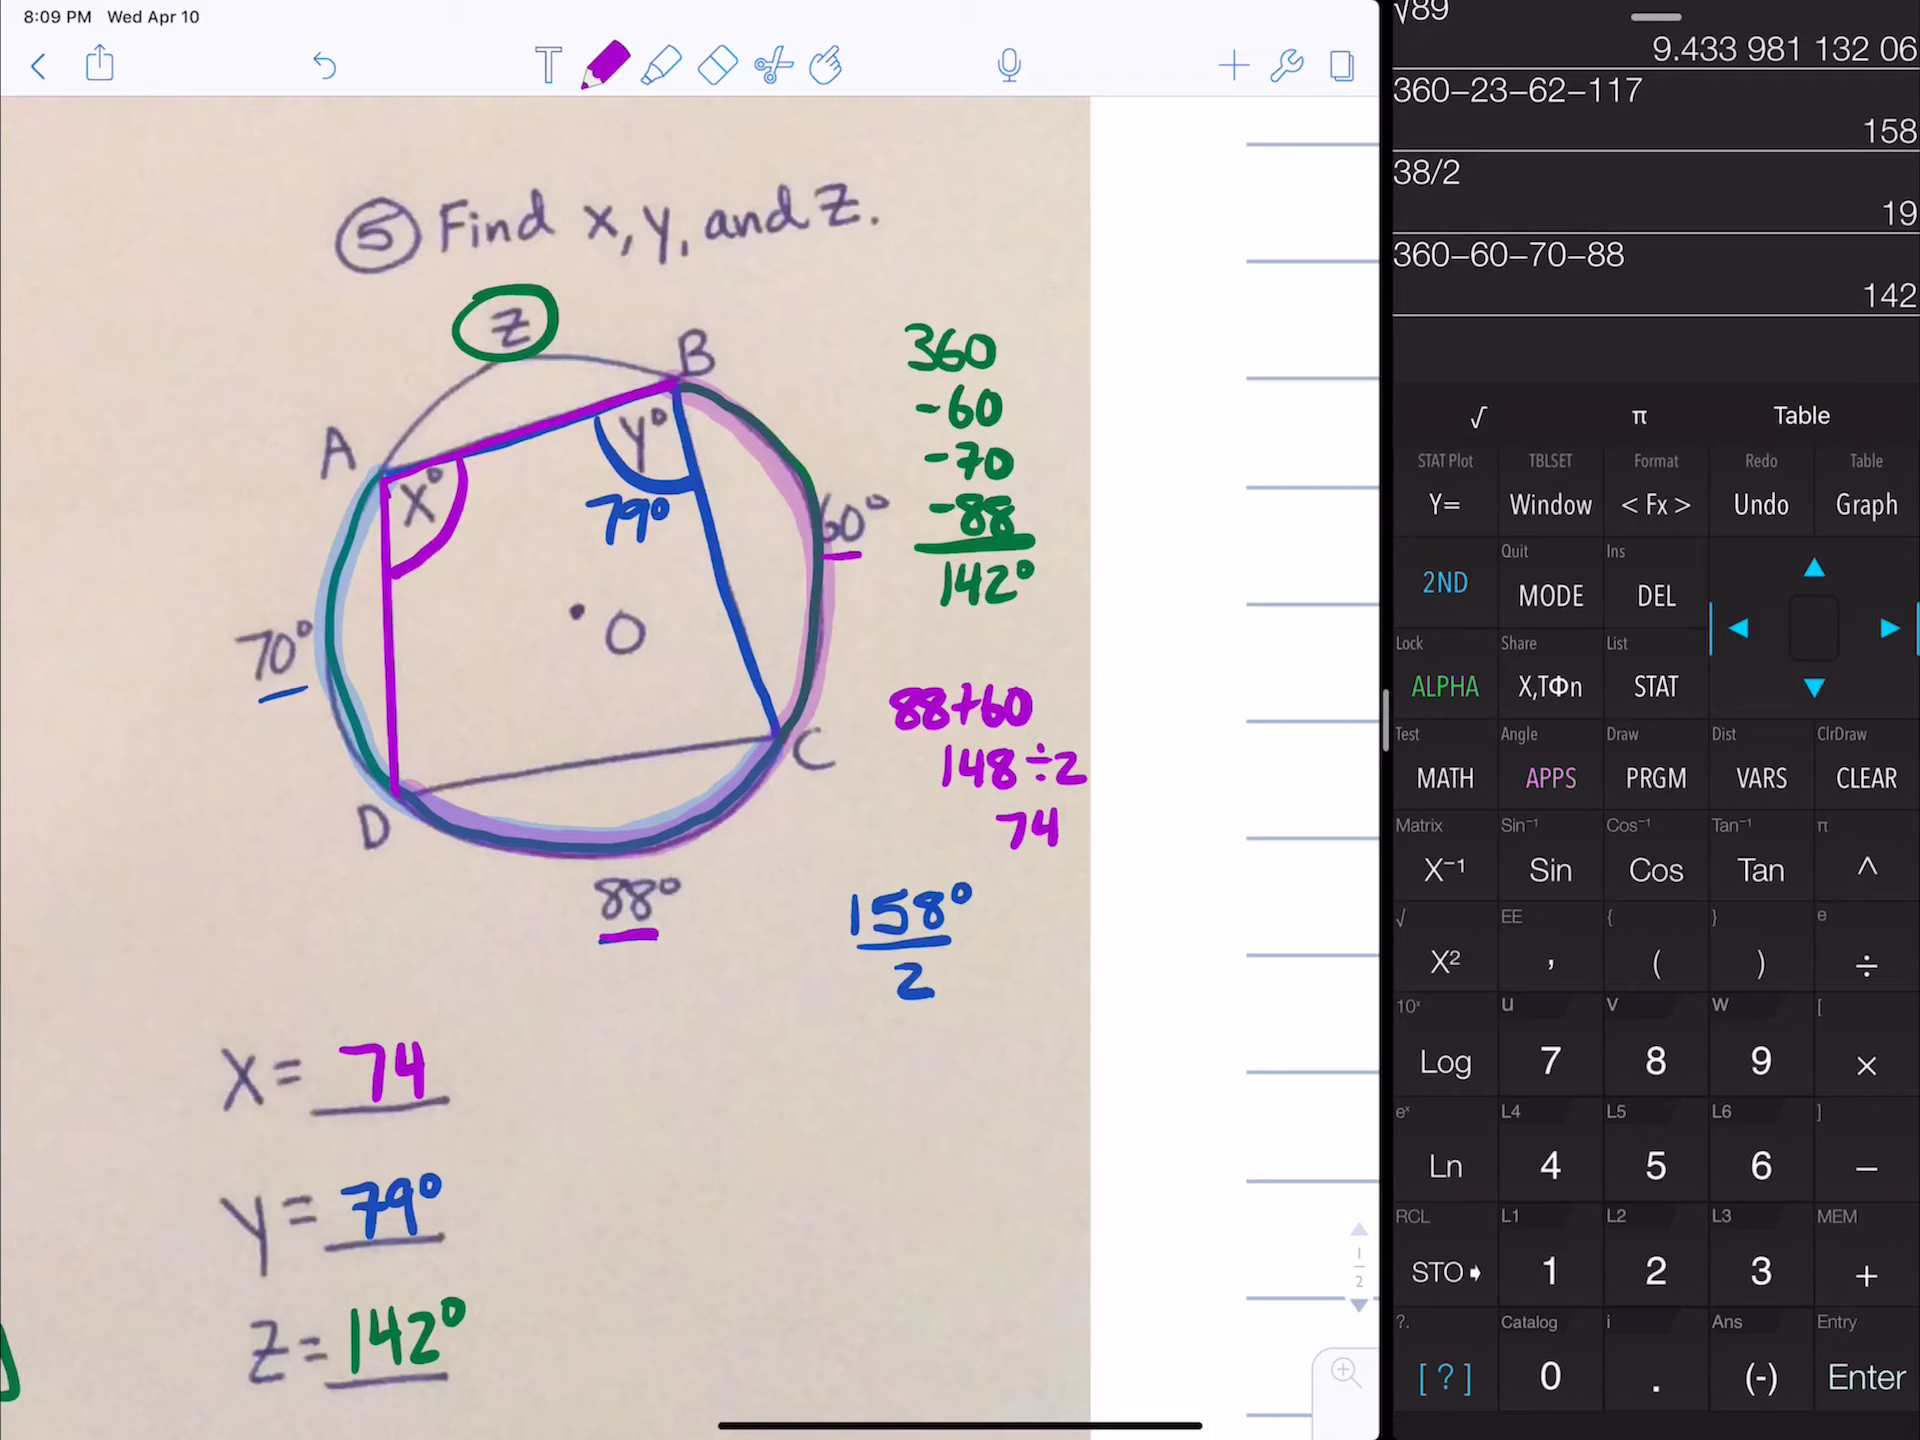 8:09 PM Wed Apr 10
T
⑤ Find x, y, and z.
z
B
A
x°
y°
79°
60°
70°
O
C
D
88°
360
-60
-70
-88
142°
88+60
148÷2
74
158°
2
X= 74
Y= 79°
Z= 142°
1
2
√89
9.433 981 132 06
360–23–62–117
158
38/2
19
360–60–70–88
142
√ π Table
STAT Plot TBLSET Format Redo Table
Y= Window < Fx > Undo Graph
Quit Ins
2ND MODE DEL
Lock Share List
ALPHA X,TΦn STAT
Test Angle Draw Dist ClrDraw
MATH APPS PRGM VARS CLEAR
Matrix Sin⁻¹ Cos⁻¹ Tan⁻¹ π
X⁻¹ Sin Cos Tan ^
√ EE { } e
X² , ( ) ÷
10ˣ u v w [
Log 7 8 9 ×
eˣ L4 L5 L6 ]
Ln 4 5 6 –
RCL L1 L2 L3 MEM
STO➧ 1 2 3 +
?. Catalog i Ans Entry
[ ? ] 0 . (-) Enter